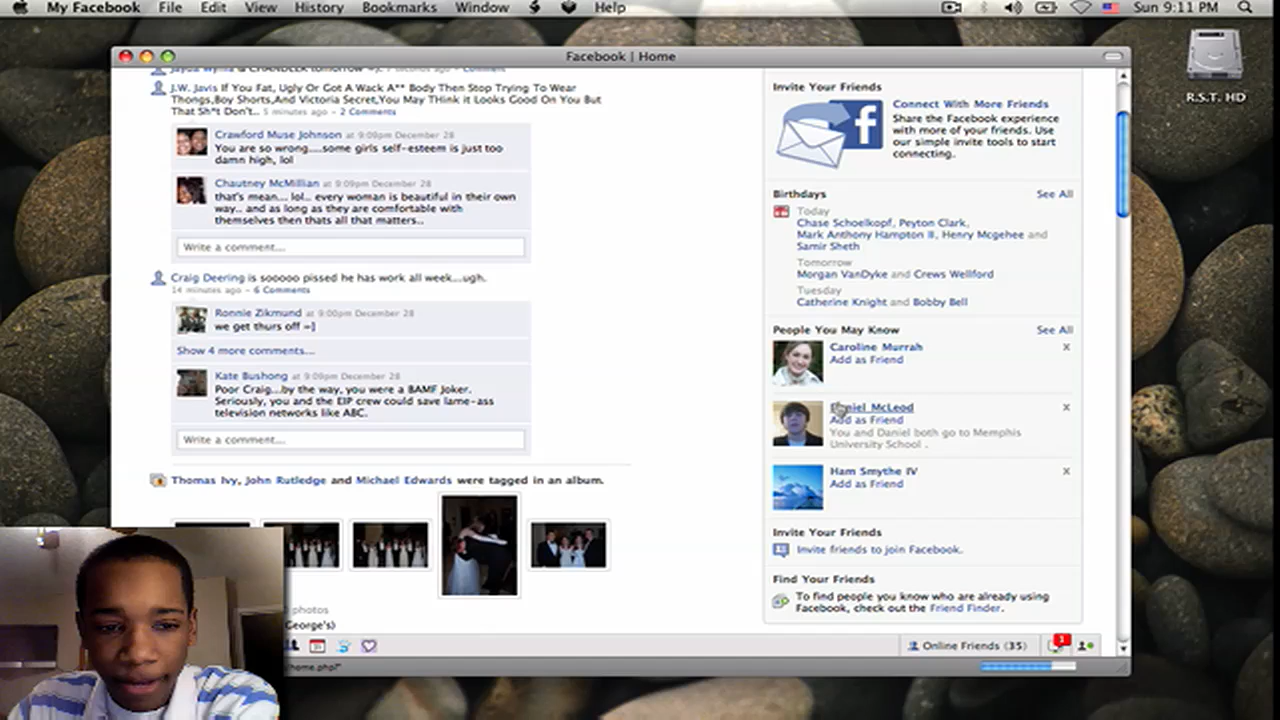 My Facebook File Edit View History Bookmarks Window Help Sun 9:11 PM
R.S.T. HD
Facebook | Home
J.W. Javis If You Fat, Ugly Or Got A Wack A** Body Then Stop Trying To Wear
Thongs,Boy Shorts,And Victoria Secret,You May Think it Looks Good On You But
That Sh*t Don't.. 5 minutes ago - 2 Comments
Crawford Muse Johnson at 9:09pm December 28
You are so wrong....some girls self-esteem is just too
damn high, lol
Chautney McMillian at 9:09pm December 28
that's mean... lol.. every woman is beautiful in their own
way.. and as long as they are comfortable with
themselves then thats all that matters..
Write a comment...
Craig Deering is sooooo pissed he has work all week...ugh.
14 minutes ago - 6 Comments
Ronnie Zikmund at 9:00pm December 28
we get thurs off =]
Show 4 more comments...
Kate Bushong at 9:09pm December 28
Poor Craig...by the way, you were a BAMF Joker.
Seriously, you and the EIP crew could save lame-ass
television networks like ABC.
Write a comment...
Thomas Ivy, John Rutledge and Michael Edwards were tagged in an album.
photos
George's)
/home.php"
Invite Your Friends
Connect With More Friends
Share the Facebook experience
with more of your friends. Use
our simple invite tools to start
connecting.
Birthdays See All
Today
Chase Schoelkopf, Peyton Clark,
Mark Anthony Hampton II, Henry Mcgehee and
Samir Sheth
Tomorrow
Morgan VanDyke and Crews Wellford
Tuesday
Catherine Knight and Bobby Bell
People You May Know See All
Caroline Murrah x
Add as Friend
McLeod x
Add as Friend
You and Daniel both go to Memphis
University School .
Ham Smythe IV x
Add as Friend
Invite Your Friends
Invite friends to join Facebook.
Find Your Friends
To find people you know who are already using
Facebook, check out the Friend Finder.
Online Friends (35) 1